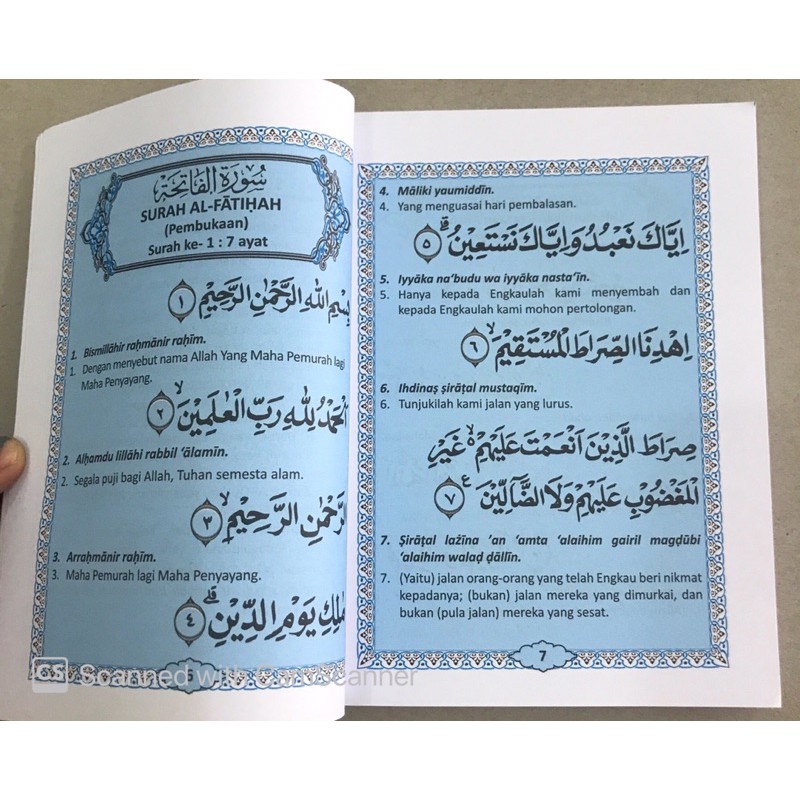 سُوْرَةُ الْفَاتِحَةِ
SURAH AL-FĀTIḤAH
(Pembukaan)
Surah ke- 1 : 7 ayat
بِسْمِ اللّٰهِ الرَّحْمٰنِ الرَّحِيْمِ ١
1. Bismillāhir raḥmānir raḥīm.
1. Dengan menyebut nama Allah Yang Maha Pemurah lagi
Maha Penyayang.
اَلْحَمْدُ لِلّٰهِ رَبِّ الْعٰلَمِيْنَۙ ٢
2. Alḥamdu lillāhi rabbil ‘ālamīn.
2. Segala puji bagi Allah, Tuhan semesta alam.
الرَّحْمٰنِ الرَّحِيْمِۙ ٣
3. Arraḥmānir raḥīm.
3. Maha Pemurah lagi Maha Penyayang.
مٰلِكِ يَوْمِ الدِّيْنِۗ ٤
6
4. Māliki yaumiddīn.
4. Yang menguasai hari pembalasan.
اِيَّاكَ نَعْبُدُ وَاِيَّاكَ نَسْتَعِيْنُۗ ٥
5. Iyyāka na‘budu wa iyyāka nasta‘īn.
5. Hanya kepada Engkaulah kami menyembah dan
kepada Engkaulah kami mohon pertolongan.
اِهْدِنَا الصِّرَاطَ الْمُسْتَقِيْمَۙ ٦
6. Ihdinaṣ ṣirāṭal mustaqīm.
6. Tunjukilah kami jalan yang lurus.
صِرَاطَ الَّذِيْنَ اَنْعَمْتَ عَلَيْهِمْ ەۙ غَيْرِ
الْمَغْضُوْبِ عَلَيْهِمْ وَلَا الضَّاۤلِّيْنَ ࣖ ٧
7. Ṣirāṭal lażīna ’an ‘amta ‘alaihim gairil magḍūbi
‘alaihim walaḍ ḍāllīn.
7. (Yaitu) jalan orang-orang yang telah Engkau beri nikmat
kepadanya; (bukan) jalan mereka yang dimurkai, dan
bukan (pula jalan) mereka yang sesat.
7
CS Scanned with CamScanner